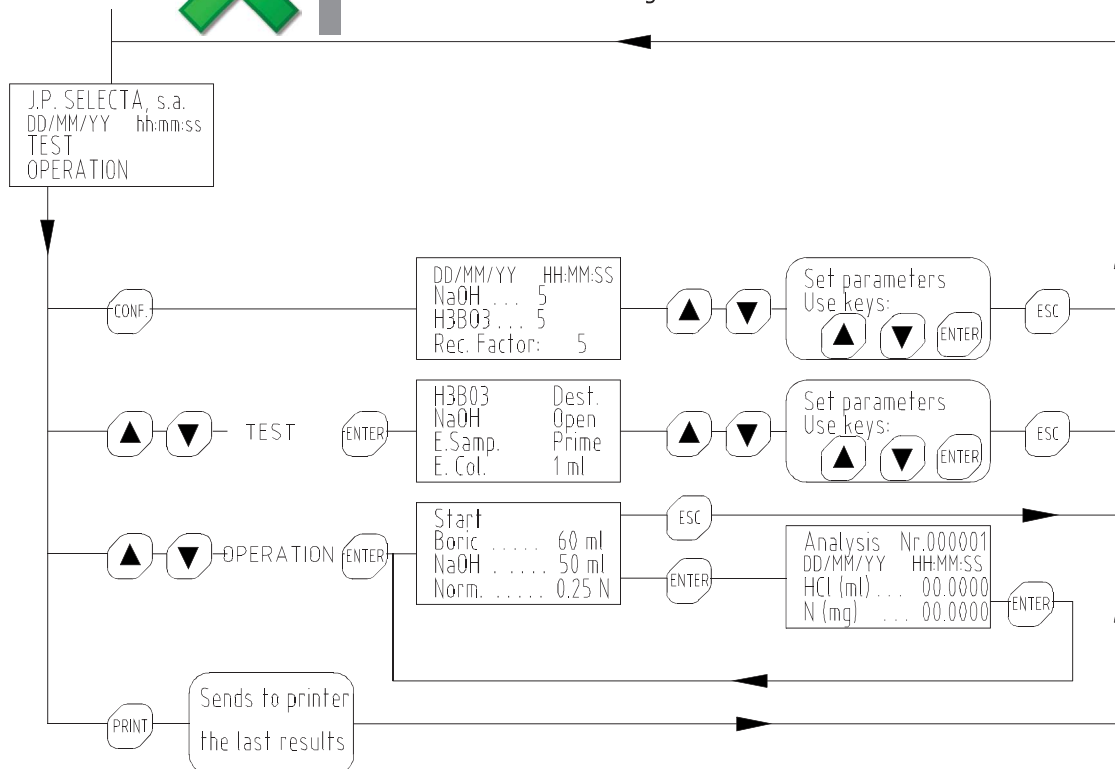 J.P. SELECTA, s.a.
DD/MM/YY hh:mm:ss
TEST
OPERATION
CONF.
DD/MM/YY HH:MM:SS
NaOH ... 5
H3BO3 ... 5
Rec. Factor: 5
Set parameters
Use keys:
ENTER
ESC
TEST
ENTER
H3BO3 Dest.
NaOH Open
E.Samp. Prime
E. Col. 1 ml
Set parameters
Use keys:
ENTER
ESC
OPERATION
ENTER
Start
Boric ..... 60 ml
NaOH ...... 50 ml
Norm. ...... 0.25 N
ESC
ENTER
Analysis Nr.000001
DD/MM/YY HH:MM:SS
HCl (ml) ... 00.0000
N (mg) ... 00.0000
ENTER
PRINT
Sends to printer
the last results